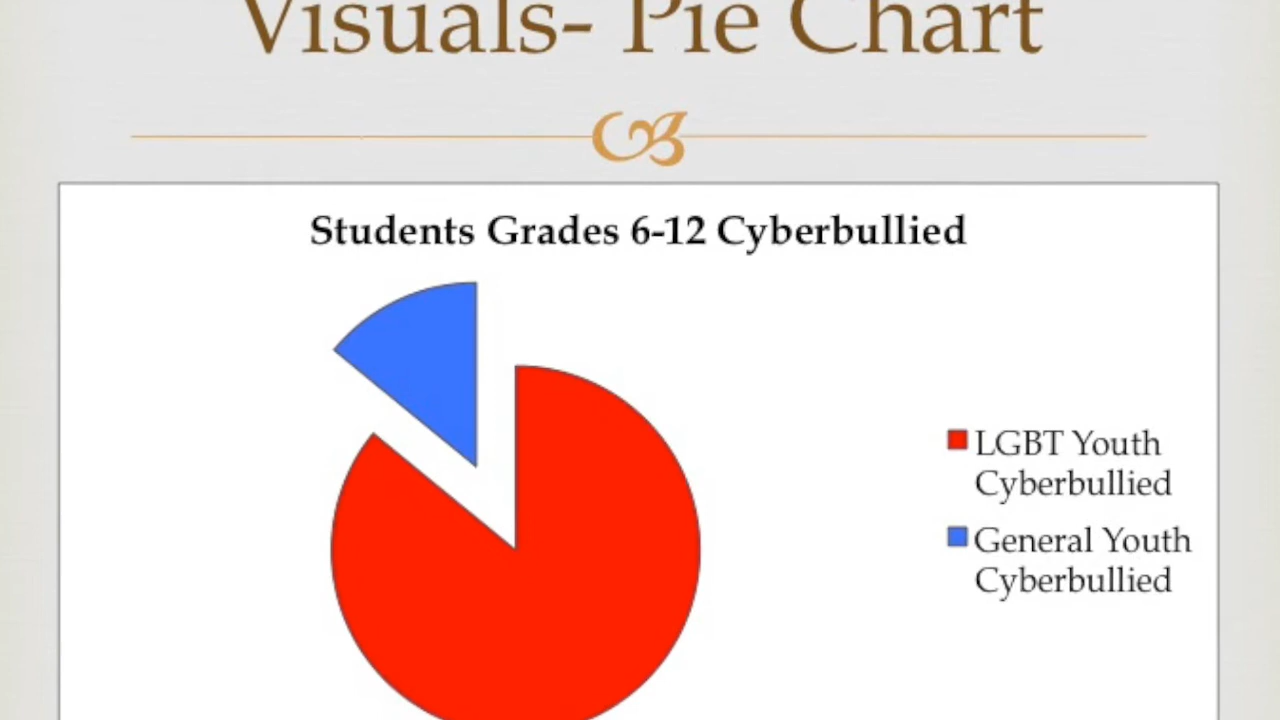 Visuals- Pie Chart
Students Grades 6-12 Cyberbullied
LGBT Youth
Cyberbullied
General Youth
Cyberbullied